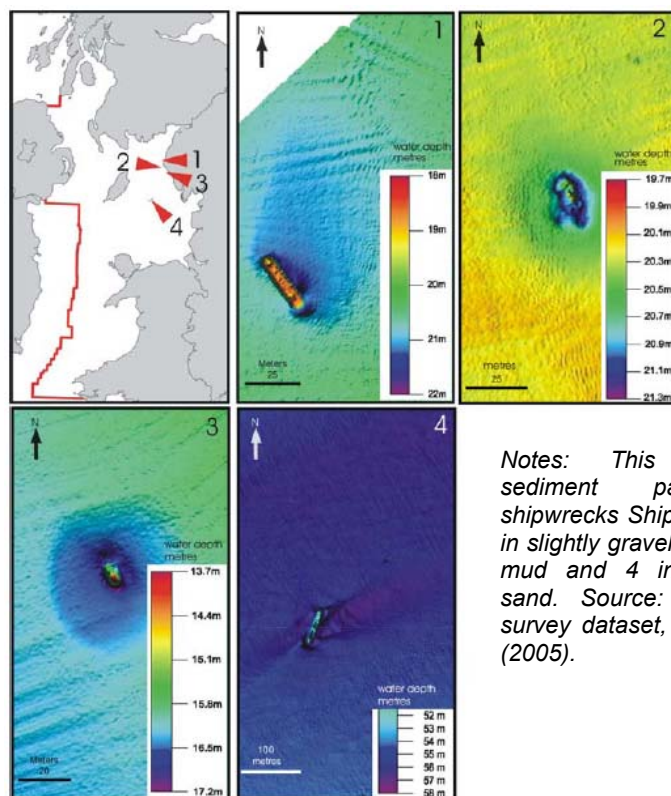 2
1
3
4
1
N
water depth
metres
18m
19m
20m
21m
22m
Meters
25
2
N
water depth
metres
19.7m
19.9m
20.1m
20.3m
20.5m
20.7m
20.9m
21.1m
21.3m
metres
25
3
N
water depth
metres
13.7m
14.4m
15.1m
15.8m
16.5m
17.2m
Meters
20
4
N
water depth
metres
52 m
53 m
54 m
55 m
56 m
57 m
58 m
100
metres
Notes: This
sediment pa
shipwrecks Ship
in slightly gravel
mud and 4 in
sand. Source:
survey dataset,
(2005).